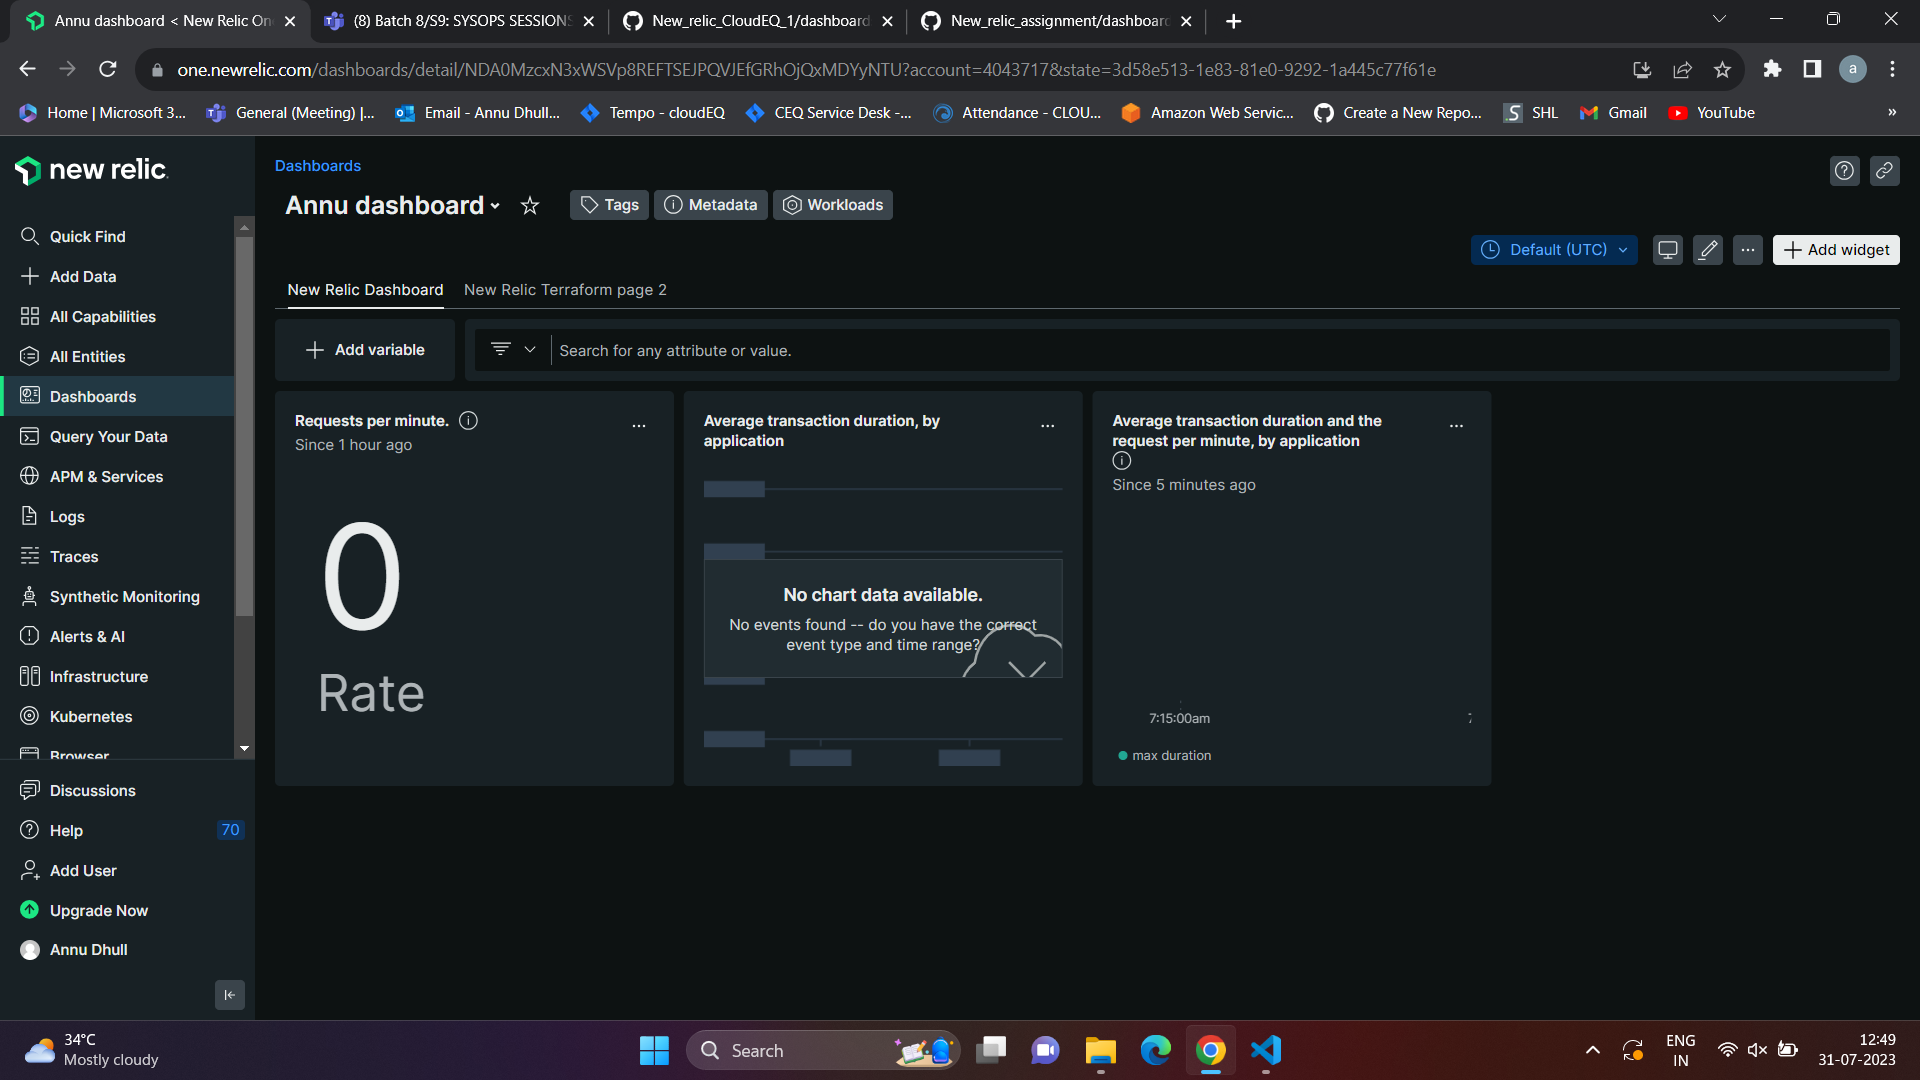 Annu dashboard < New Relic On
(8) Batch 8/S9: SYSOPS SESSIONS
New_relic_CloudEQ_1/dashboard
New_relic_assignment/dashboard
one.newrelic.com/dashboards/detail/NDA0MzcxN3xWSVp8REFTSEJPQVJEfGRhOjQxMDYyNTU?account=4043717&state=3d58e513-1e83-81e0-9292-1a445c77f61e
a
Home | Microsoft 3...
General (Meeting) |...
Email - Annu Dhull...
Tempo - cloudEQ
CEQ Service Desk -...
Attendance - CLOU...
Amazon Web Servic...
Create a New Repo...
SHL
Gmail
YouTube
»
new relic
Quick Find
Add Data
All Capabilities
All Entities
Dashboards
Query Your Data
APM & Services
Logs
Traces
Synthetic Monitoring
Alerts & AI
Infrastructure
Kubernetes
Browser
Discussions
Help 70
Add User
Upgrade Now
Annu Dhull
Dashboards
Annu dashboard
Tags
Metadata
Workloads
Default (UTC)
Add widget
New Relic Dashboard
New Relic Terraform page 2
Add variable
Search for any attribute or value.
Requests per minute.
Since 1 hour ago
0
Rate
Average transaction duration, by
application
No chart data available.
No events found -- do you have the correct
event type and time range?
Average transaction duration and the
request per minute, by application
Since 5 minutes ago
7:15:00am
max duration
34°C
Mostly cloudy
Search
ENG
IN
12:49
31-07-2023